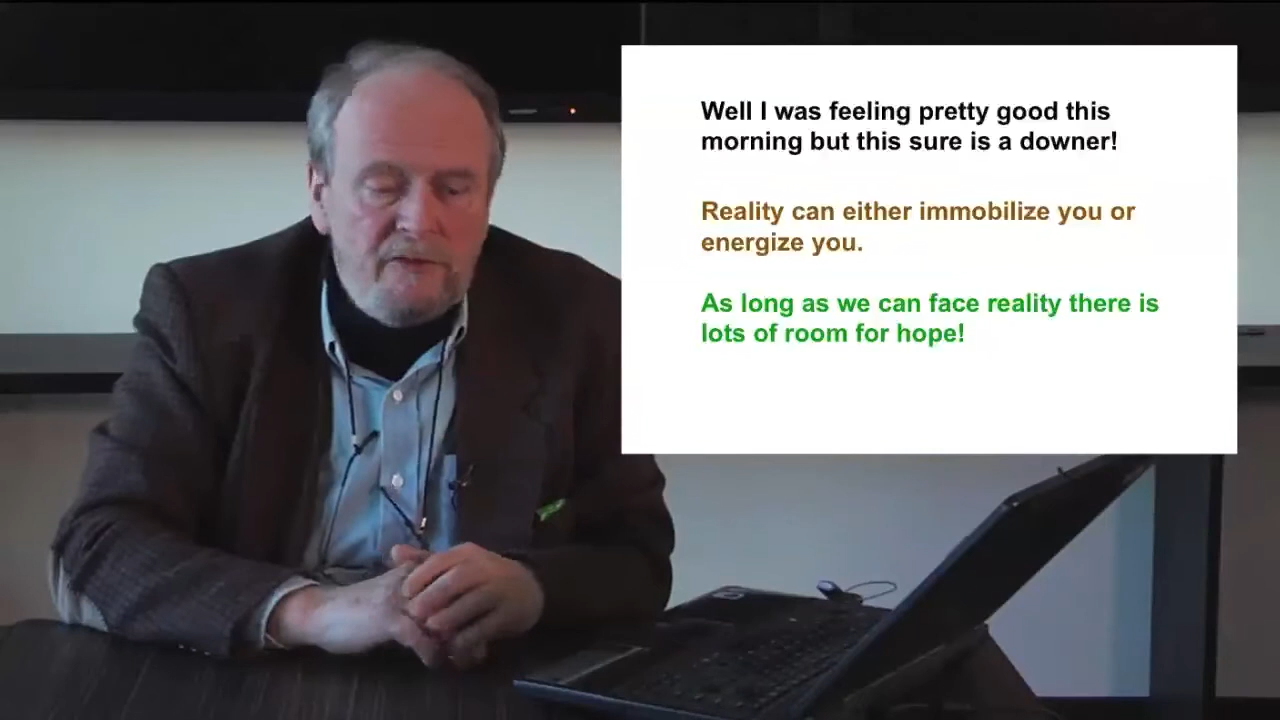 Well I was feeling pretty good this
morning but this sure is a downer!
Reality can either immobilize you or
energize you.
As long as we can face reality there is
lots of room for hope!